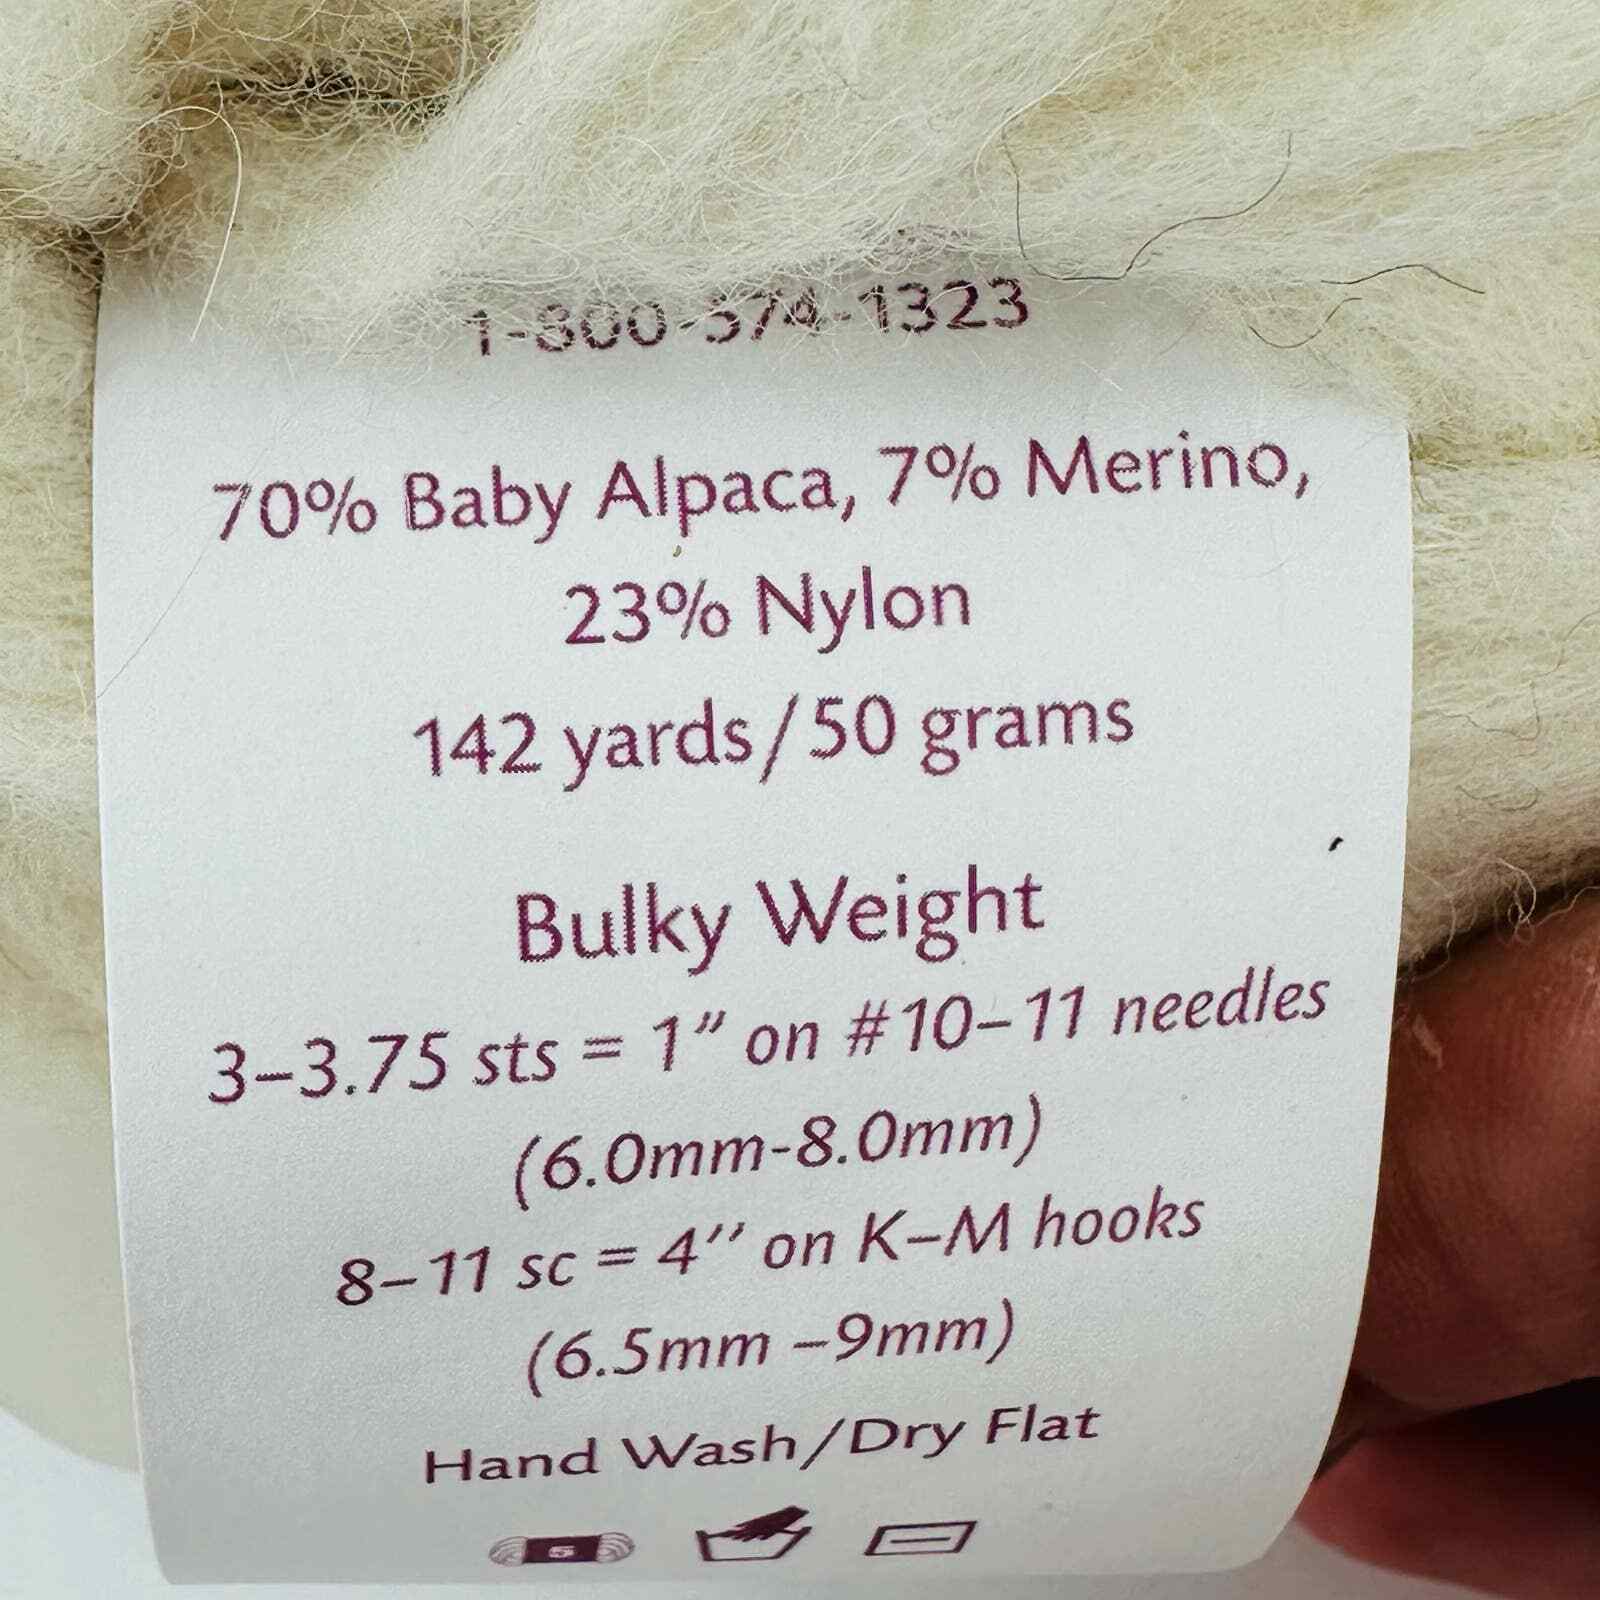 1-800-574-1323
70% Baby Alpaca, 7% Merino,
23% Nylon
142 yards/50 grams
Bulky Weight
3–3.75 sts = 1” on #10–11 needles
(6.0mm-8.0mm)
8–11 sc = 4’’ on K–M hooks
(6.5mm –9mm)
Hand Wash/Dry Flat
5